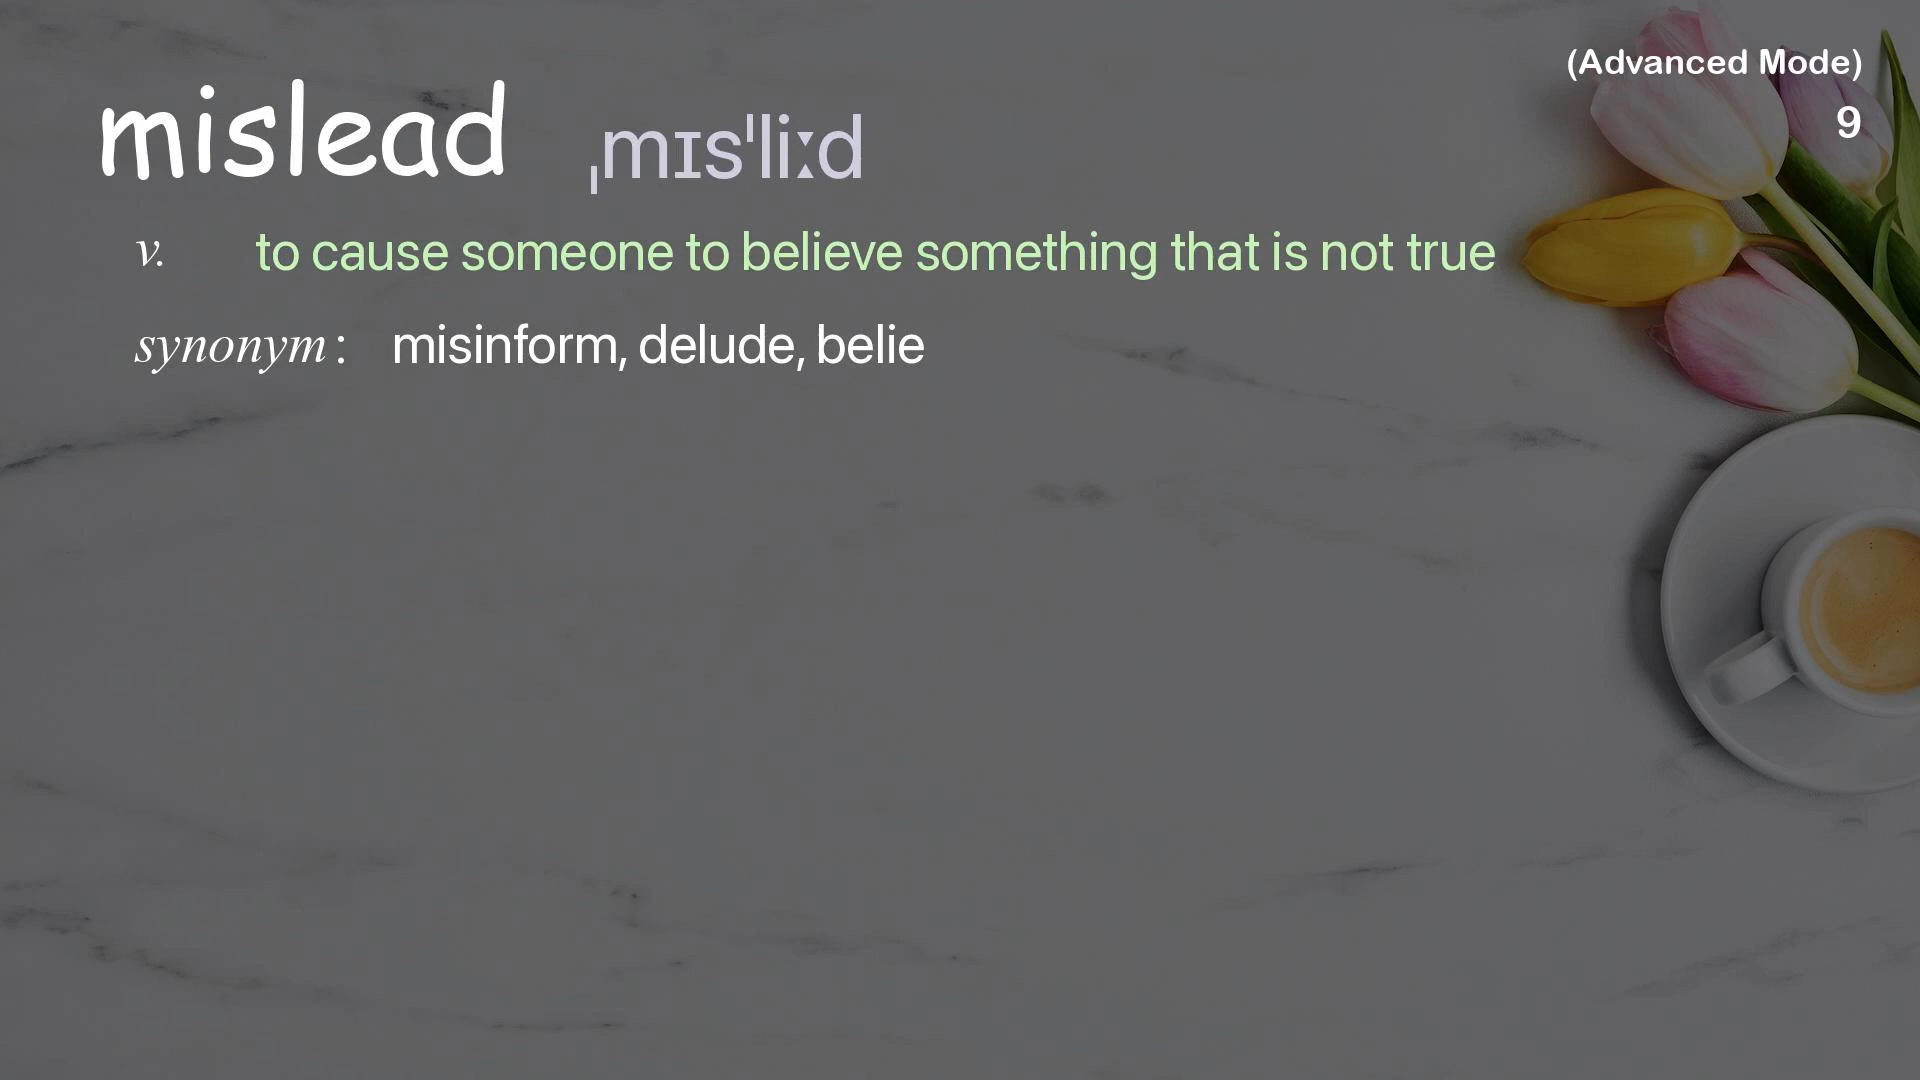 (Advanced Mode)
9
mislead ˌmɪsˈliːd
v. to cause someone to believe something that is not true
synonym : misinform, delude, belie